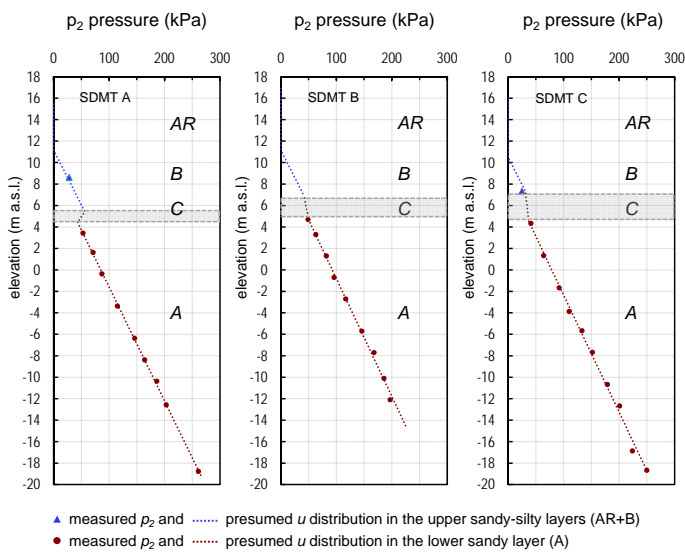 p2 pressure (kPa)
p2 pressure (kPa)
p2 pressure (kPa)
0 100 200 300
0 100 200 300
0 100 200 300
elevation (m a.s.l.)
18
16
14
12
10
8
6
4
2
0
-2
-4
-6
-8
-10
-12
-14
-16
-18
-20
SDMT A
AR
B
C
A
elevation (m a.s.l.)
18
16
14
12
10
8
6
4
2
0
-2
-4
-6
-8
-10
-12
-14
-16
-18
-20
SDMT B
AR
B
C
A
elevation (m a.s.l.)
18
16
14
12
10
8
6
4
2
0
-2
-4
-6
-8
-10
-12
-14
-16
-18
-20
SDMT C
AR
B
C
A
measured p2 and presumed u distribution in the upper sandy-silty layers (AR+B)
measured p2 and presumed u distribution in the lower sandy layer (A)